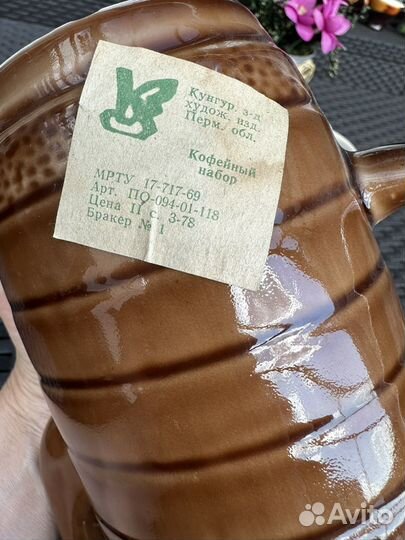 Кунгур. з-д
худож. изд.
Перм. обл.
Кофейный
набор
МРТУ 17-717-69
Арт. ПО-094-01-118
Цена II с. 3-78
Бракер № 1
Avito